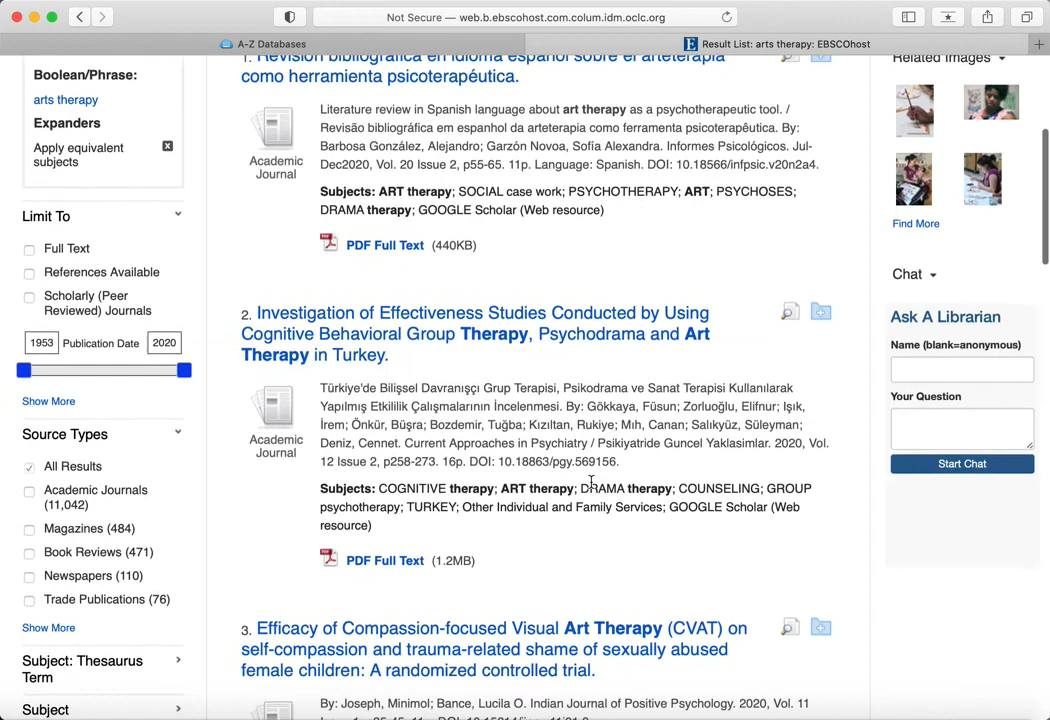 Not Secure — web.b.ebscohost.com.colum.idm.oclc.org
A-Z Databases
Result List: arts therapy: EBSCOhost
Boolean/Phrase:
arts therapy
Expanders
Apply equivalent
subjects
Limit To
Full Text
References Available
Scholarly (Peer
Reviewed) Journals
1953 Publication Date 2020
Show More
Source Types
All Results
Academic Journals
(11,042)
Magazines (484)
Book Reviews (471)
Newspapers (110)
Trade Publications (76)
Show More
Subject: Thesaurus
Term
Subject
1. Revisión bibliográfica en idioma español sobre el arteterapia
como herramienta psicoterapéutica.
Academic
Journal
Literature review in Spanish language about art therapy as a psychotherapeutic tool. /
Revisão bibliográfica em espanhol da arteterapia como ferramenta psicoterapêutica. By:
Barbosa González, Alejandro; Garzón Novoa, Sofía Alexandra. Informes Psicológicos. Jul-
Dec2020, Vol. 20 Issue 2, p55-65. 11p. Language: Spanish. DOI: 10.18566/infpsic.v20n2a4.
Subjects: ART therapy; SOCIAL case work; PSYCHOTHERAPY; ART; PSYCHOSES;
DRAMA therapy; GOOGLE Scholar (Web resource)
PDF Full Text (440KB)
2. Investigation of Effectiveness Studies Conducted by Using
Cognitive Behavioral Group Therapy, Psychodrama and Art
Therapy in Turkey.
Academic
Journal
Türkiye'de Bilişsel Davranışçı Grup Terapisi, Psikodrama ve Sanat Terapisi Kullanılarak
Yapılmış Etkililik Çalışmalarının İncelenmesi. By: Gökkaya, Füsun; Zorluoğlu, Elifnur; Işık,
İrem; Önkür, Büşra; Bozdemir, Tuğba; Kızıltan, Rukiye; Mıh, Canan; Salıkyüz, Süleyman;
Deniz, Cennet. Current Approaches in Psychiatry / Psikiyatride Guncel Yaklasimlar. 2020, Vol.
12 Issue 2, p258-273. 16p. DOI: 10.18863/pgy.569156.
Subjects: COGNITIVE therapy; ART therapy; DRAMA therapy; COUNSELING; GROUP
psychotherapy; TURKEY; Other Individual and Family Services; GOOGLE Scholar (Web
resource)
PDF Full Text (1.2MB)
3. Efficacy of Compassion-focused Visual Art Therapy (CVAT) on
self-compassion and trauma-related shame of sexually abused
female children: A randomized controlled trial.
By: Joseph, Minimol; Bance, Lucila O. Indian Journal of Positive Psychology. 2020, Vol. 11
Related Images
Find More
Chat
Ask A Librarian
Name (blank=anonymous)
Your Question
Start Chat